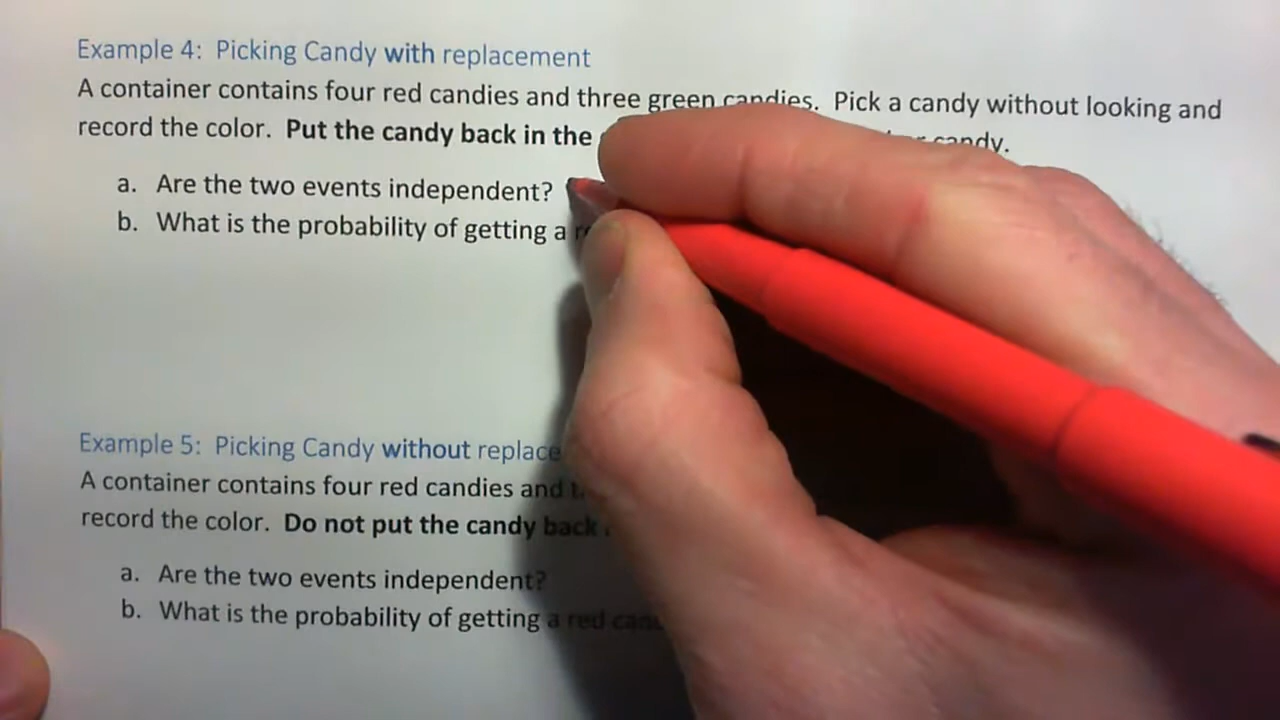 Example 4: Picking Candy with replacement
A container contains four red candies and three green candies. Pick a candy without looking and
record the color. Put the candy back in the candy.
a. Are the two events independent?
b. What is the probability of getting a
Example 5: Picking Candy without replace
A container contains four red candies and
record the color. Do not put the candy back
a. Are the two events independent?
b. What is the probability of getting a red